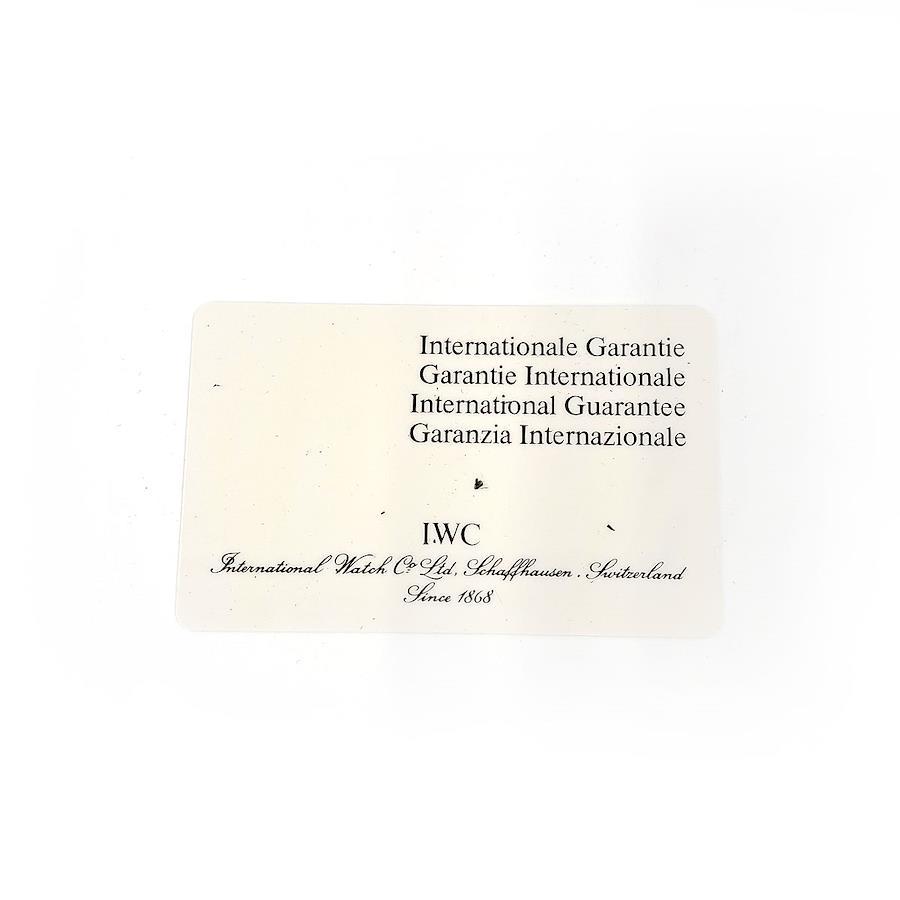 Internationale Garantie
Garantie Internationale
International Guarantee
Garanzia Internazionale
IWC
International Watch Co Ltd. Schaffhausen. Switzerland
Since 1868